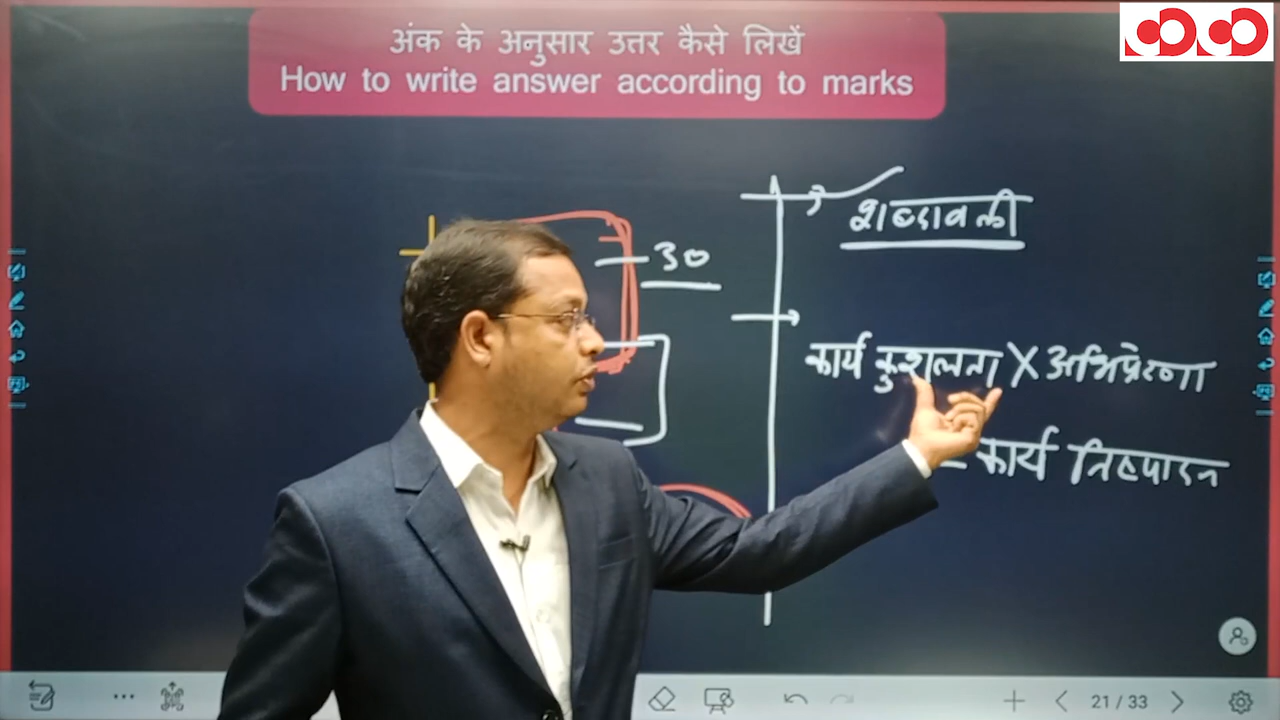 अंक के अनुसार उत्तर कैसे लिखें
How to write answer according to marks
30
शब्दावली
कार्य कुशलता X अभिप्रेरणा
= कार्य निष्पादन
21 / 33